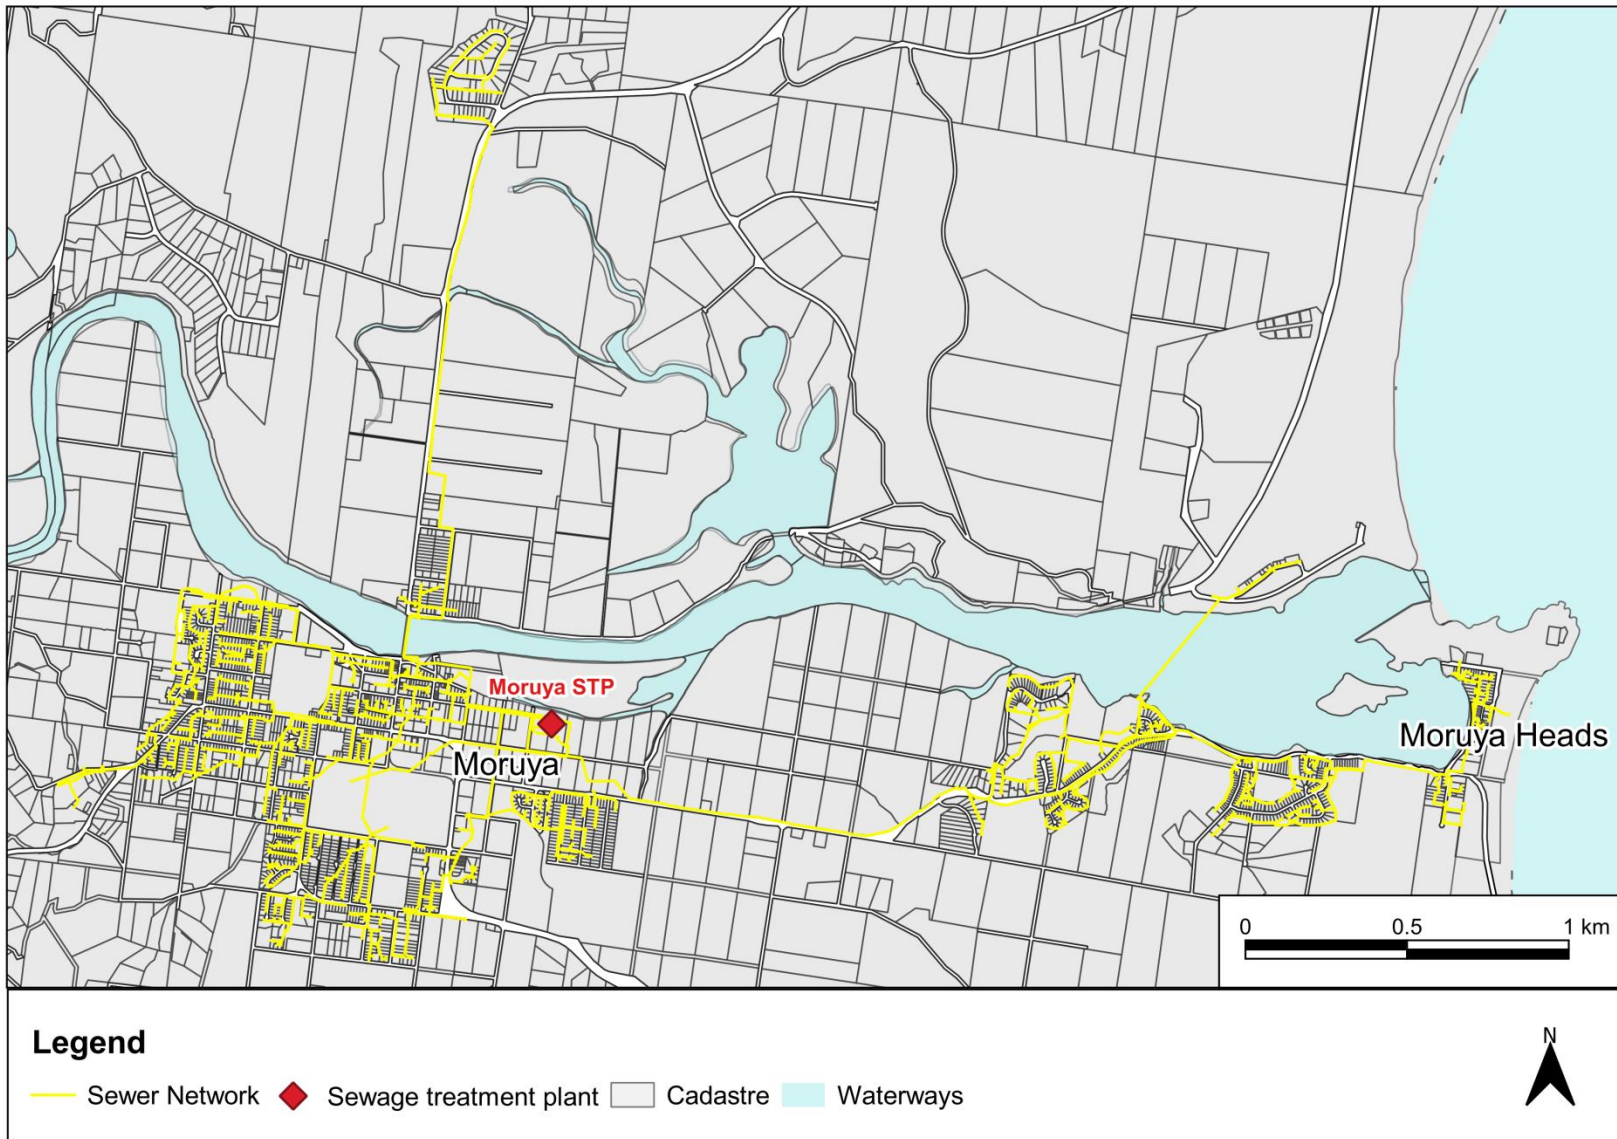 Moruya STP
Moruya
Moruya Heads
0 0.5 1 km
Legend
N
Sewer Network Sewage treatment plant Cadastre Waterways